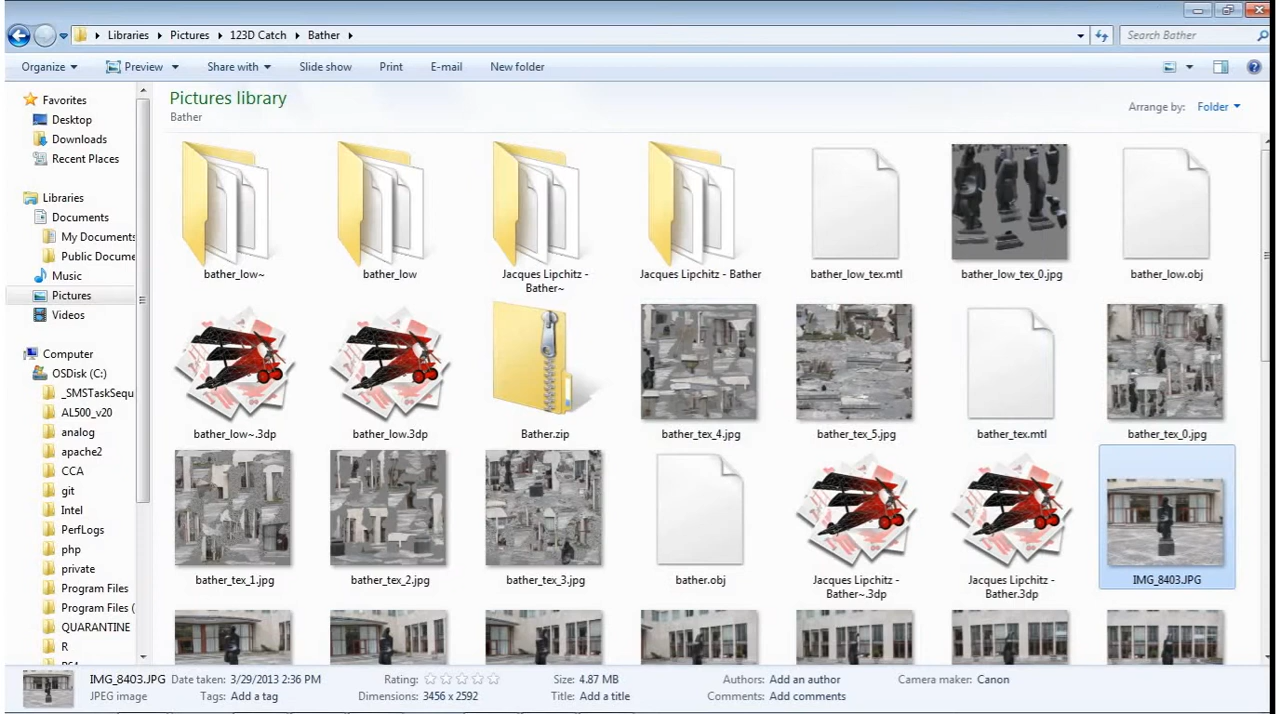 Libraries Pictures 123D Catch Bather
Search Bather
Organize Preview Share with Slide show Print E-mail New folder
Favorites
Desktop
Downloads
Recent Places
Libraries
Documents
My Documents
Public Docume
Music
Pictures
Videos
Computer
OSDisk (C:)
_SMSTaskSequ
AL500_v20
analog
apache2
CCA
git
Intel
PerfLogs
php
private
Program Files
Program Files (
QUARANTINE
R
Pictures library
Bather
Arrange by: Folder
bather_low~
bather_low
Jacques Lipchitz -
Bather~
Jacques Lipchitz - Bather
bather_low_tex.mtl
bather_low_tex_0.jpg
bather_low.obj
bather_low~.3dp
bather_low.3dp
Bather.zip
bather_tex_4.jpg
bather_tex_5.jpg
bather_tex.mtl
bather_tex_0.jpg
bather_tex_1.jpg
bather_tex_2.jpg
bather_tex_3.jpg
bather.obj
Jacques Lipchitz -
Bather~.3dp
Jacques Lipchitz -
Bather.3dp
IMG_8403.JPG
IMG_8403.JPG Date taken: 3/29/2013 2:36 PM Rating: Size: 4.87 MB Authors: Add an author Camera maker: Canon
JPEG image Tags: Add a tag Dimensions: 3456 x 2592 Title: Add a title Comments: Add comments